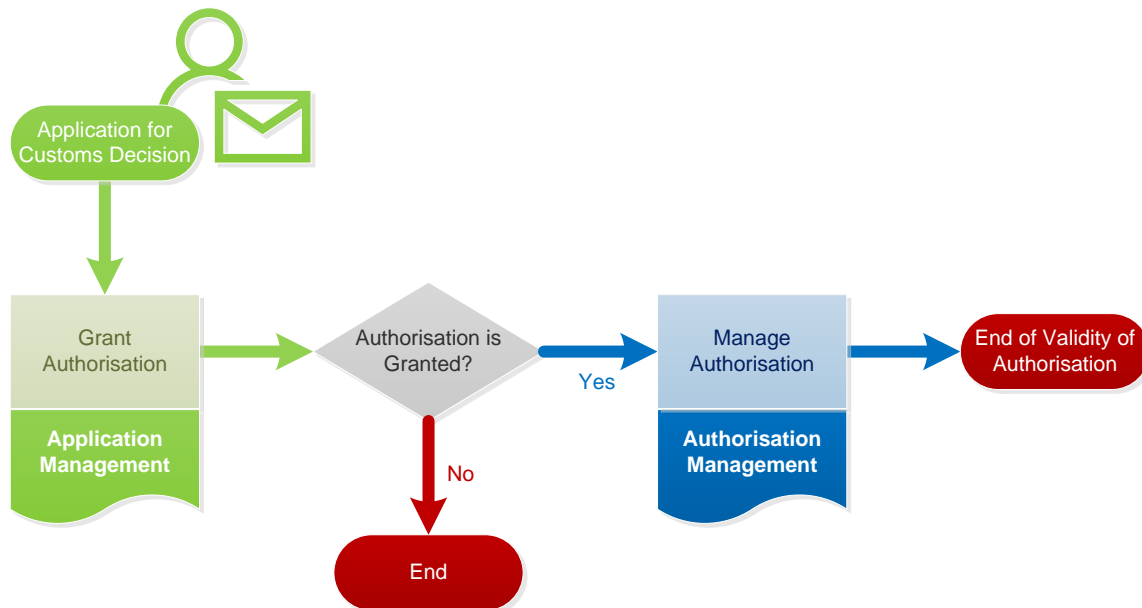 Application for
Customs Decision
Grant
Authorisation
Application
Management
Authorisation is
Granted?
Yes
No
End
Manage
Authorisation
Authorisation
Management
End of Validity of
Authorisation